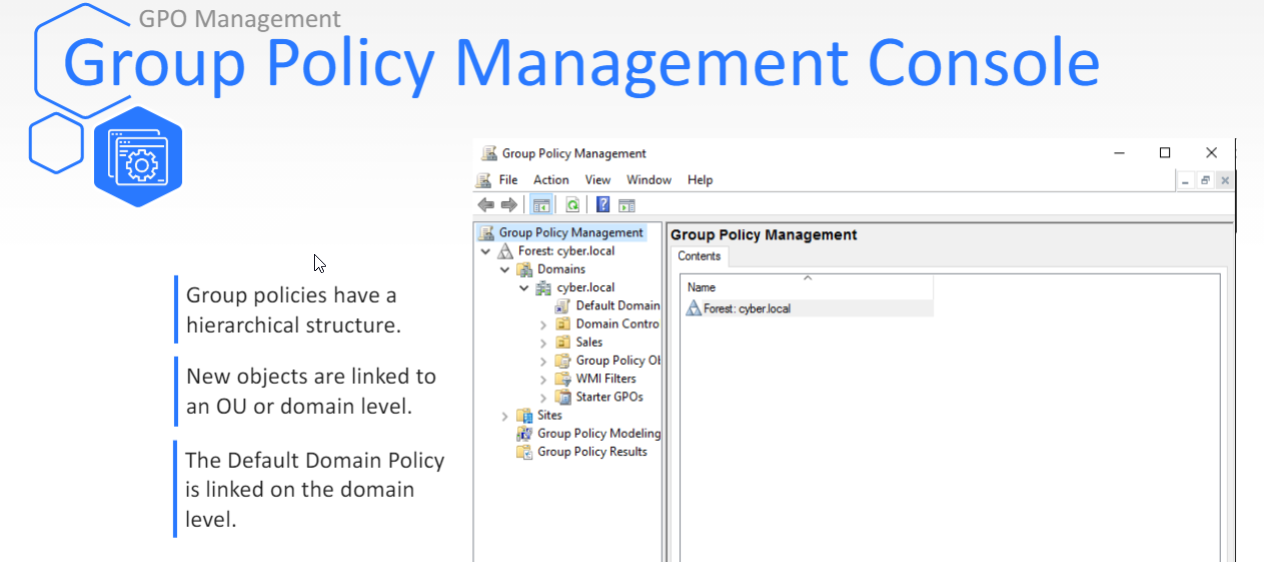 GPO Management
Group Policy Management Console
Group policies have a
hierarchical structure.
New objects are linked to
an OU or domain level.
The Default Domain Policy
is linked on the domain
level.
Group Policy Management
File Action View Window Help
Group Policy Management
Forest: cyber.local
Domains
cyber.local
Default Domain
Domain Contro
Sales
Group Policy Ob
WMI Filters
Starter GPOs
Sites
Group Policy Modeling
Group Policy Results
Group Policy Management
Contents
Name
Forest: cyber.local